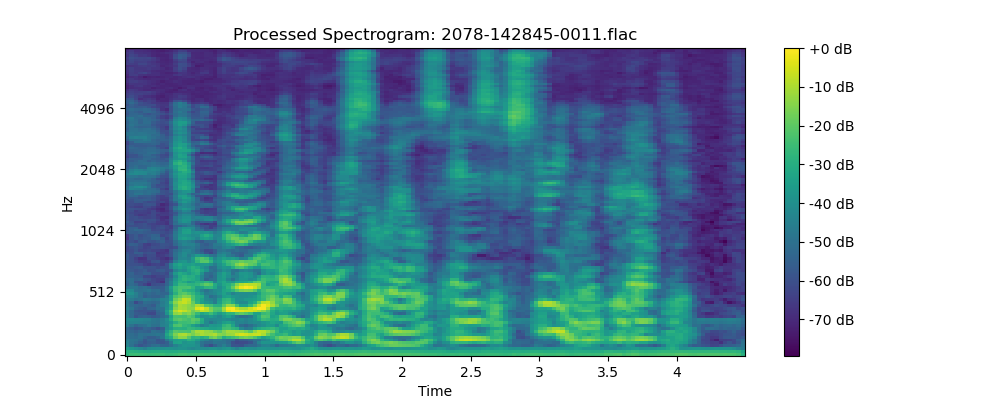 Processed Spectrogram: 2078-142845-0011.flac
Hz
4096
2048
1024
512
0
0
0.5
1
1.5
2
2.5
3
3.5
4
Time
+0 dB
-10 dB
-20 dB
-30 dB
-40 dB
-50 dB
-60 dB
-70 dB